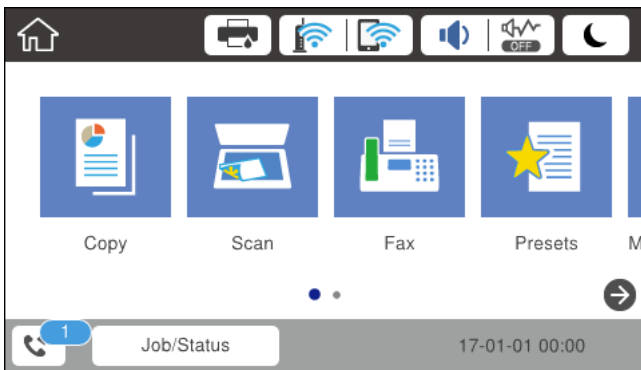 OFF
Copy
Scan
Fax
Presets
M
1
Job/Status
17-01-01 00:00